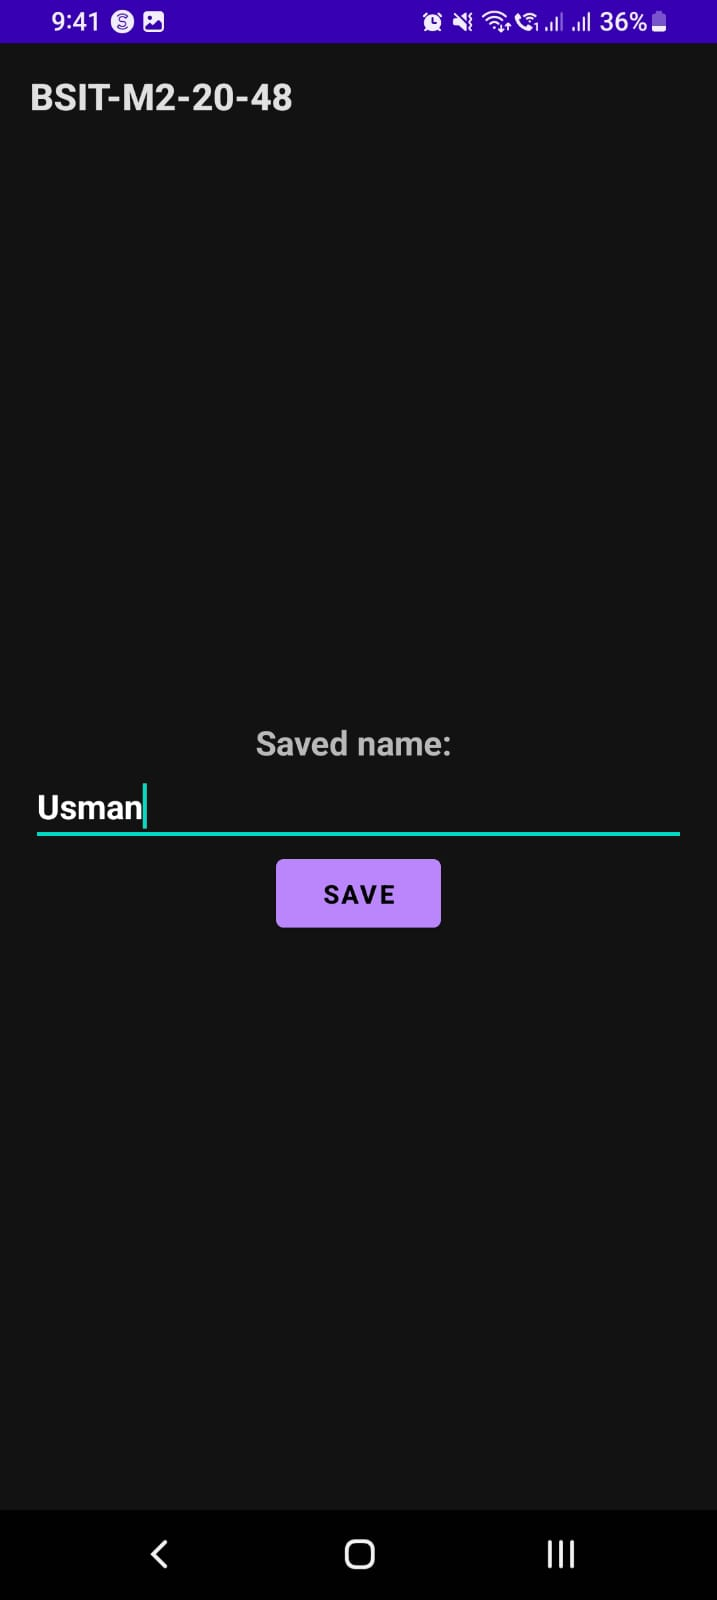 9:41 36%
BSIT-M2-20-48
Saved name:
Usman
SAVE